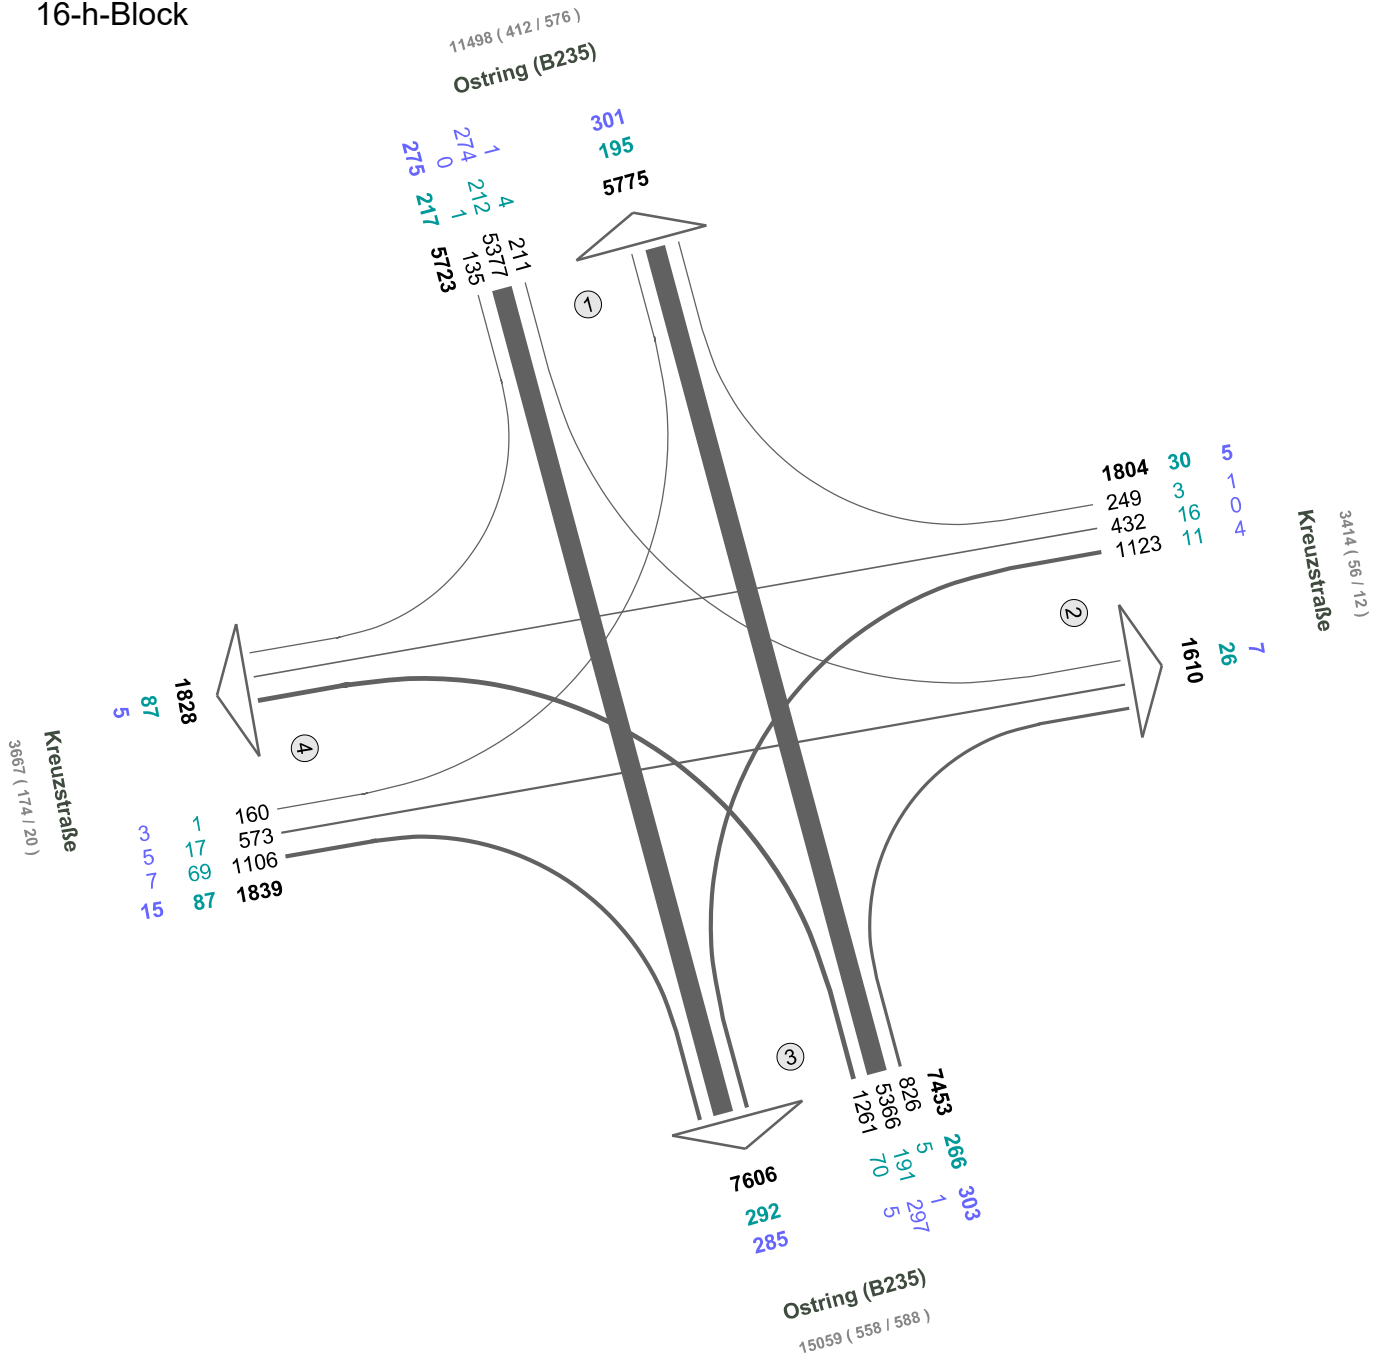 16-h-Block
11498 ( 412 / 576 )
Ostring (B235)
275 0 274 1
217 1 212 4
5723 135 5377 211
301
195
5775
1
1804 30 5
249 3 1
432 16 0
1123 11 4
2
1610 26 7
Kreuzstraße
3414 ( 56 / 12 )
5 87 1828
4
Kreuzstraße
3667 ( 174 / 20 )
3 1 160
5 17 573
7 69 1106
15 87 1839
3
1261 5366 826 7453
70 191 5 266
5 297 1 303
7606
292
285
Ostring (B235)
15059 ( 558 / 588 )